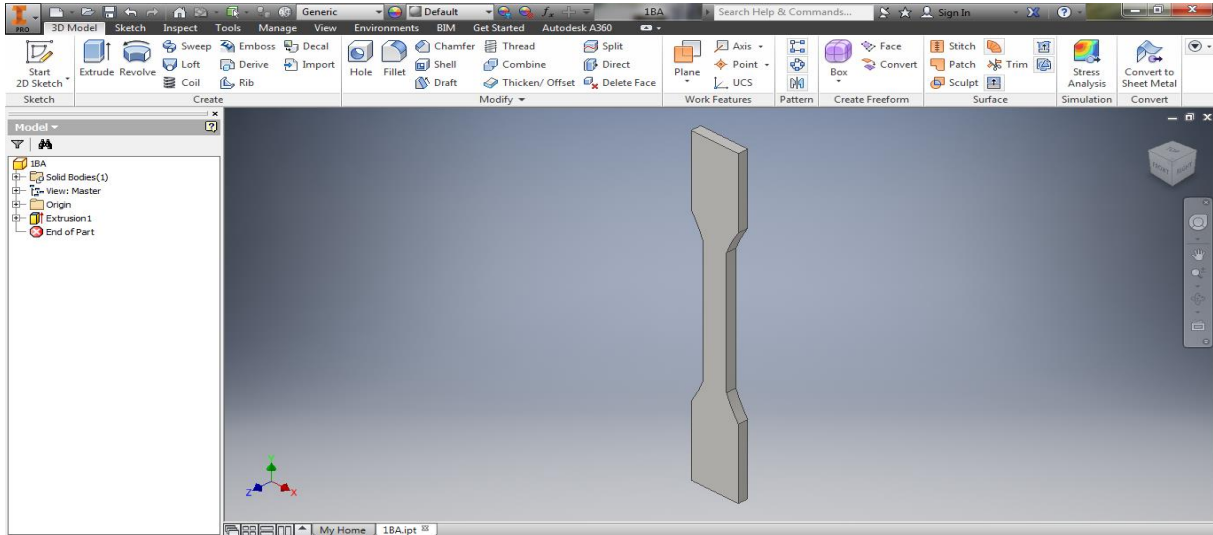 Generic Default fx 1BA Search Help & Commands... Sign In
PRO 3D Model Sketch Inspect Tools Manage View Environments BIM Get Started Autodesk A360
Start 2D Sketch
Sketch
Extrude Revolve Sweep Emboss Decal
Loft Derive Import
Coil Rib
Create
Hole Fillet Chamfer Thread Split
Shell Combine Direct
Draft Thicken/ Offset Delete Face
Modify
Plane Axis
Point
UCS
Work Features
Pattern
Box Face
Convert
Create Freeform
Stitch
Patch Trim
Sculpt
Surface
Stress Analysis
Simulation
Convert to Sheet Metal
Convert
Model
1BA
Solid Bodies(1)
View: Master
Origin
Extrusion1
End of Part
Y
Z X
My Home 1BA.ipt